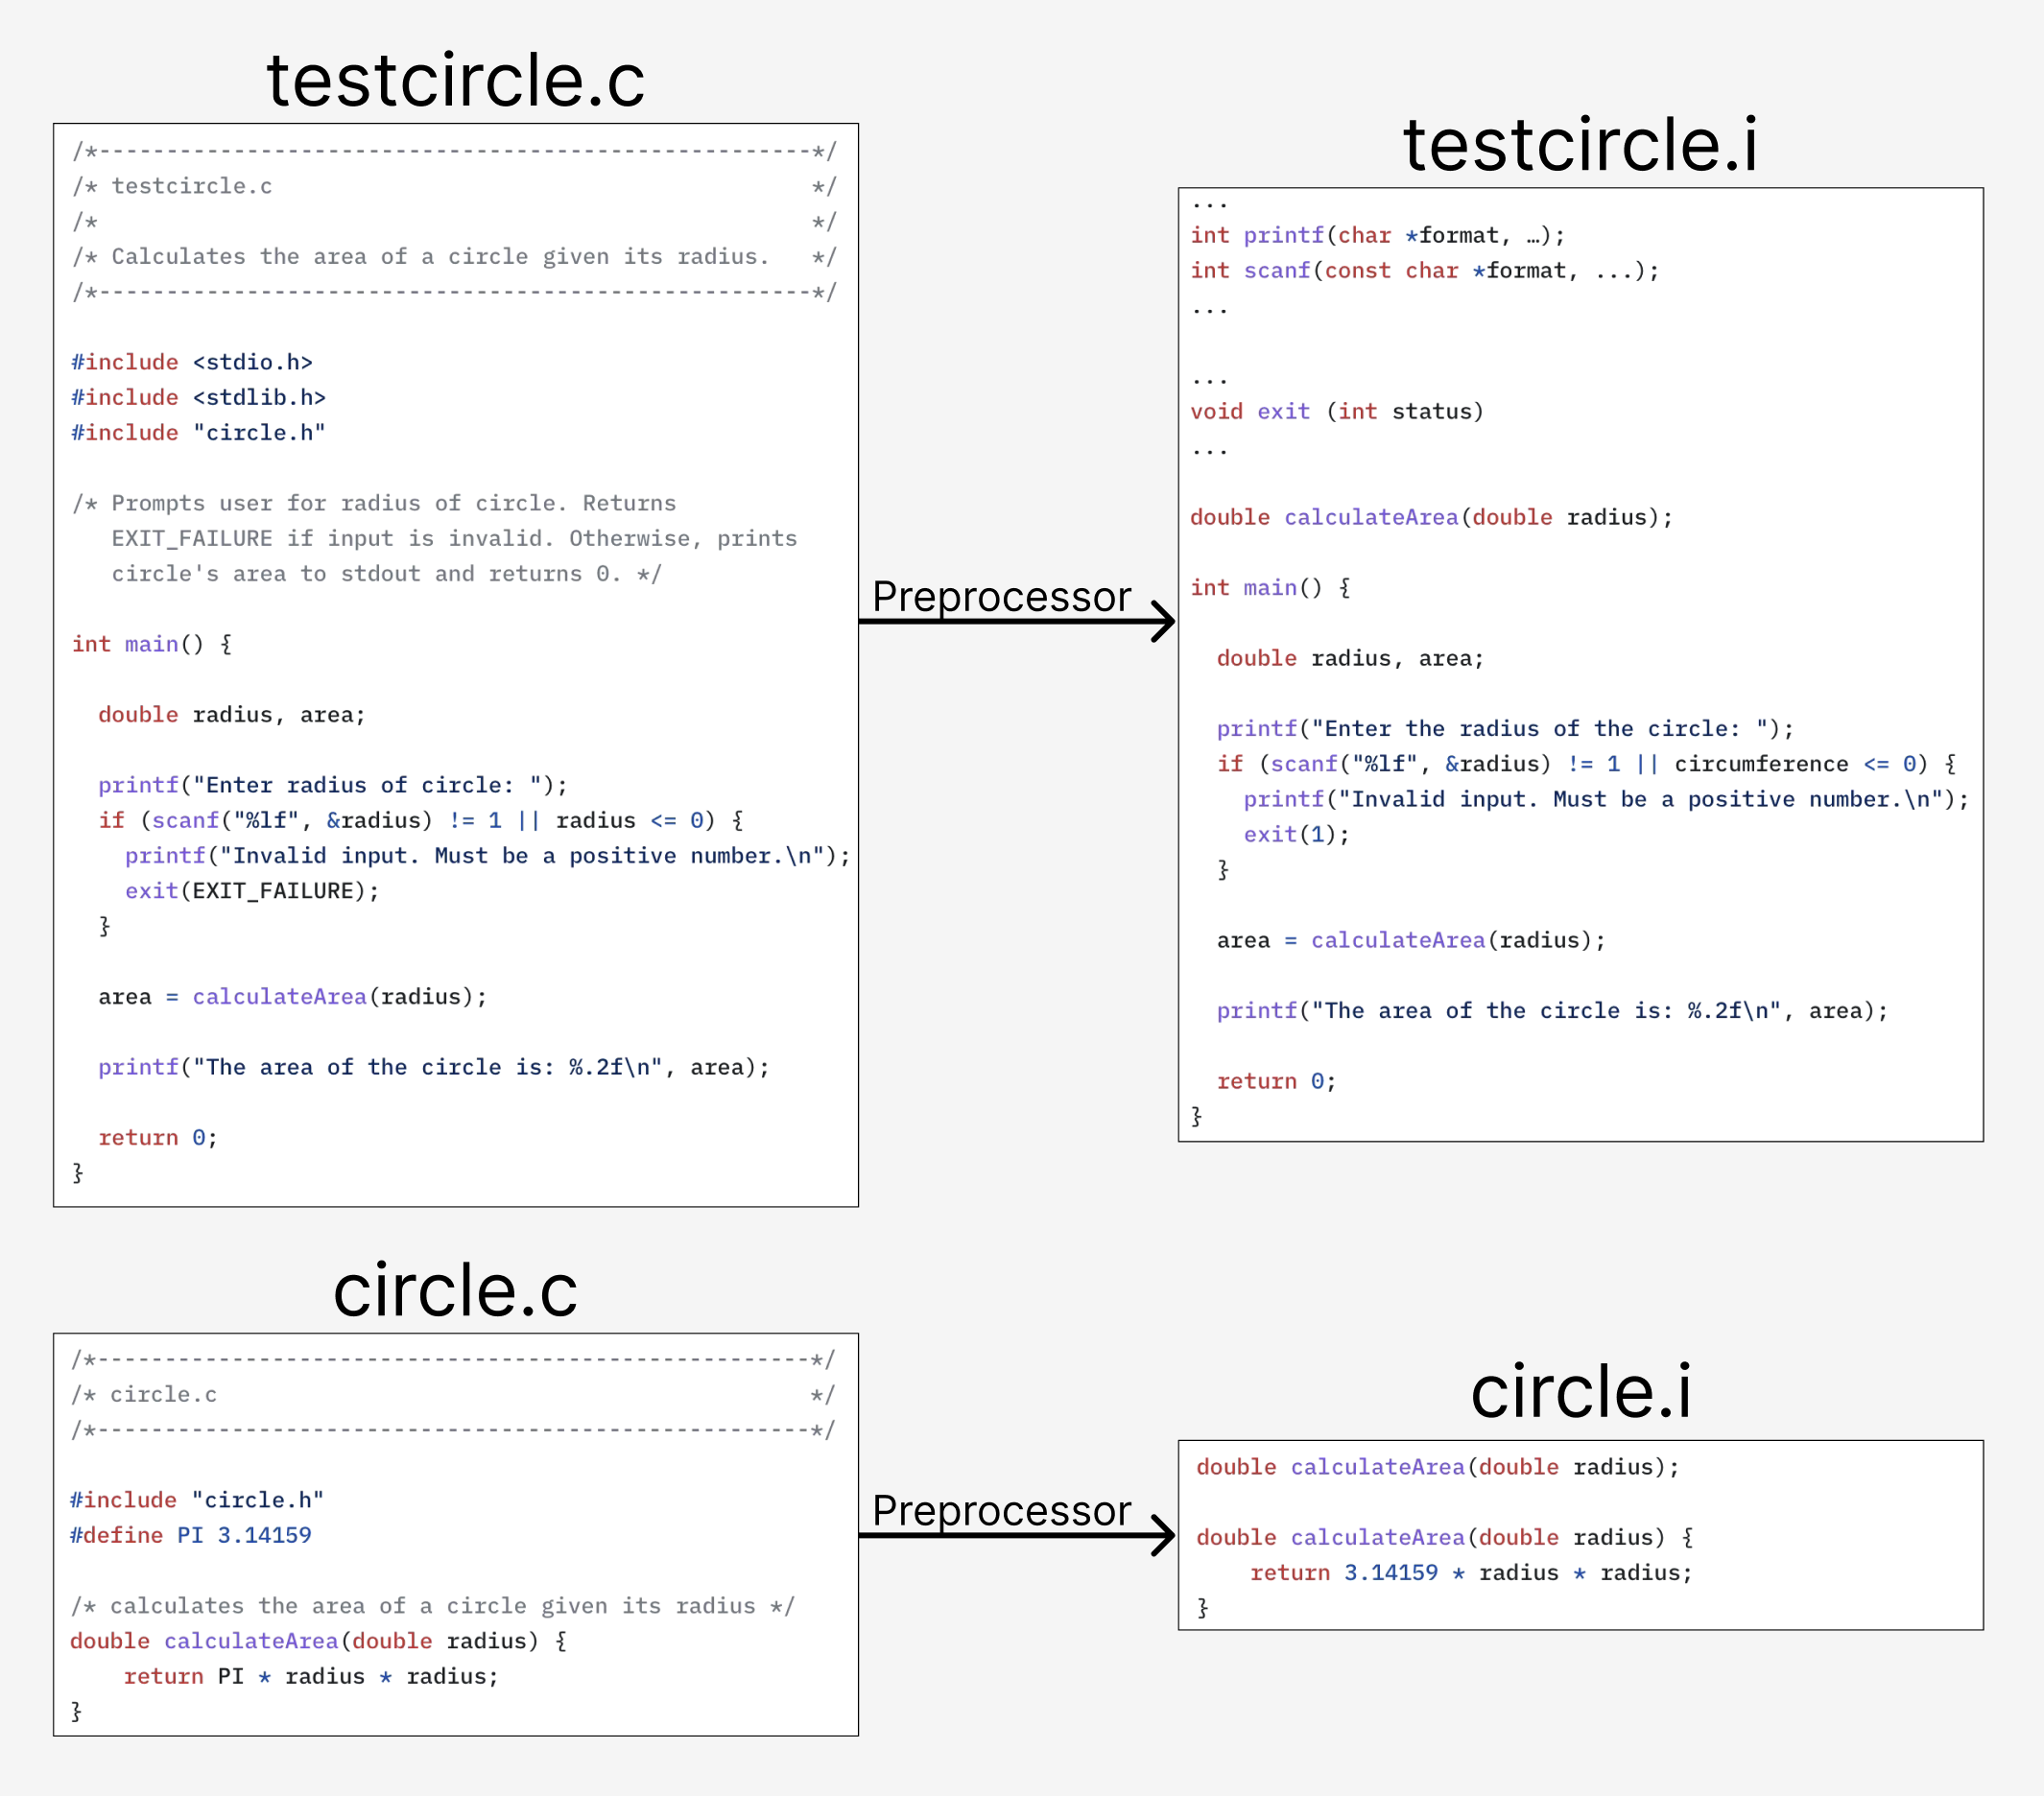 testcircle.c
/*-----------------------------------------------------*/
/* testcircle.c                                        */
/*                                                     */
/* Calculates the area of a circle given its radius.   */
/*-----------------------------------------------------*/
#include <stdio.h>
#include <stdlib.h>
#include "circle.h"
/* Prompts user for radius of circle. Returns
   EXIT_FAILURE if input is invalid. Otherwise, prints
   circle's area to stdout and returns 0. */
int main() {
  double radius, area;
  printf("Enter radius of circle: ");
  if (scanf("%lf", &radius) != 1 || radius <= 0) {
    printf("Invalid input. Must be a positive number.\n");
    exit(EXIT_FAILURE);
  }
  area = calculateArea(radius);
  printf("The area of the circle is: %.2f\n", area);
  return 0;
}
Preprocessor
testcircle.i
...
int printf(char *format, …);
int scanf(const char *format, ...);
...
...
void exit (int status)
...
double calculateArea(double radius);
int main() {
  double radius, area;
  printf("Enter the radius of the circle: ");
  if (scanf("%lf", &radius) != 1 || circumference <= 0) {
    printf("Invalid input. Must be a positive number.\n");
    exit(1);
  }
  area = calculateArea(radius);
  printf("The area of the circle is: %.2f\n", area);
  return 0;
}
circle.c
/*-----------------------------------------------------*/
/* circle.c                                            */
/*-----------------------------------------------------*/
#include "circle.h"
#define PI 3.14159
/* calculates the area of a circle given its radius */
double calculateArea(double radius) {
    return PI * radius * radius;
}
Preprocessor
circle.i
double calculateArea(double radius);
double calculateArea(double radius) {
    return 3.14159 * radius * radius;
}